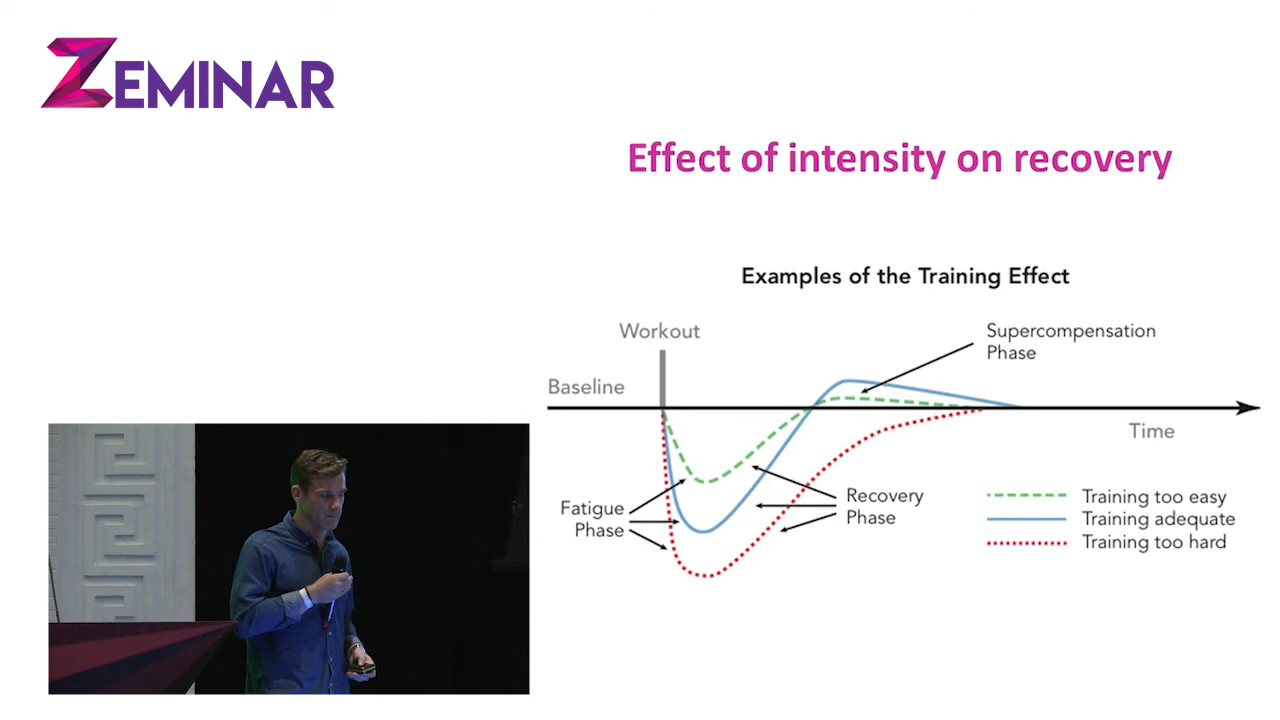 ZEMINAR
Effect of intensity on recovery
Examples of the Training Effect
Workout
Supercompensation
Phase
Baseline
Time
Fatigue
Phase
Recovery
Phase
Training too easy
Training adequate
Training too hard